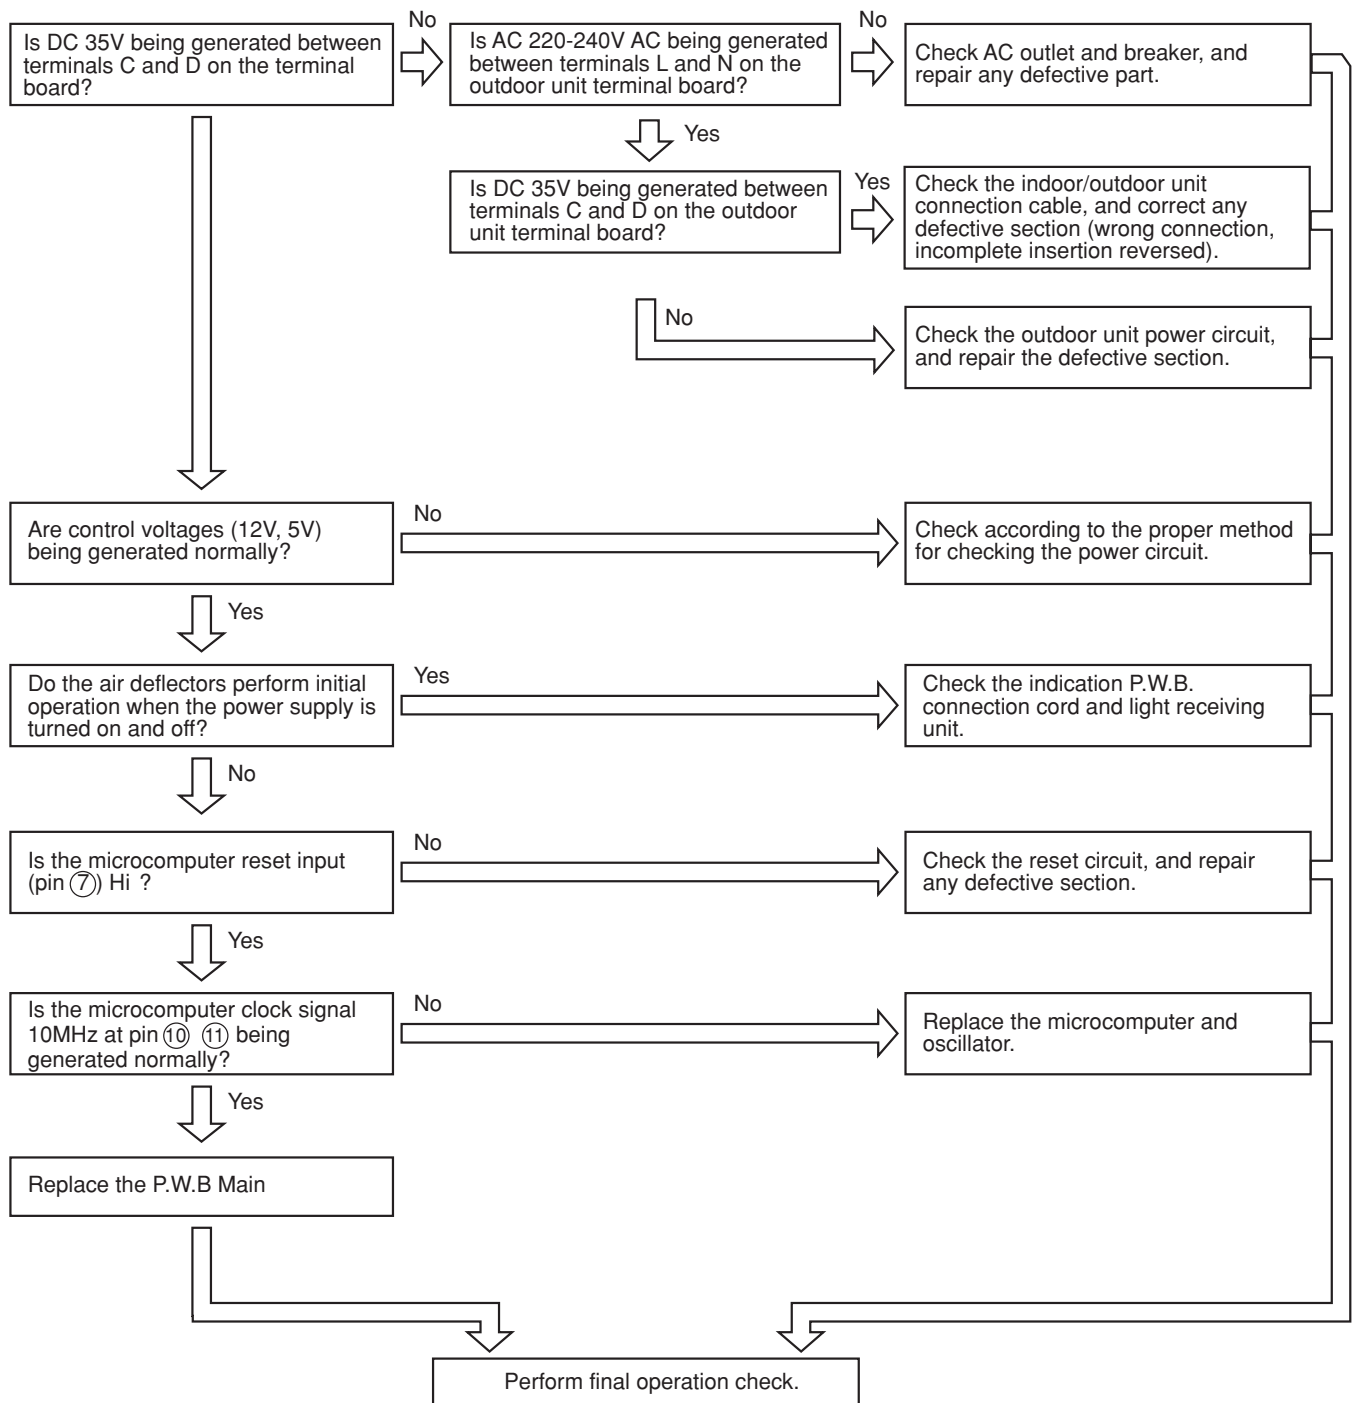 No
No
Is DC 35V being generated between
terminals C and D on the terminal
board?
Is AC 220-240V AC being generated
between terminals L and N on the
outdoor unit terminal board?
Check AC outlet and breaker, and
repair any defective part.
Yes
Is DC 35V being generated between
terminals C and D on the outdoor
unit terminal board?
Yes
Check the indoor/outdoor unit
connection cable, and correct any
defective section (wrong connection,
incomplete insertion reversed).
No
Check the outdoor unit power circuit,
and repair the defective section.
Are control voltages (12V, 5V)
being generated normally?
No
Check according to the proper method
for checking the power circuit.
Yes
Do the air deflectors perform initial
operation when the power supply is
turned on and off?
Yes
Check the indication P.W.B.
connection cord and light receiving
unit.
No
Is the microcomputer reset input
(pin ⑦) Hi ?
No
Check the reset circuit, and repair
any defective section.
Yes
Is the microcomputer clock signal
10MHz at pin ⑩ ⑪ being
generated normally?
No
Replace the microcomputer and
oscillator.
Yes
Replace the P.W.B Main
Perform final operation check.